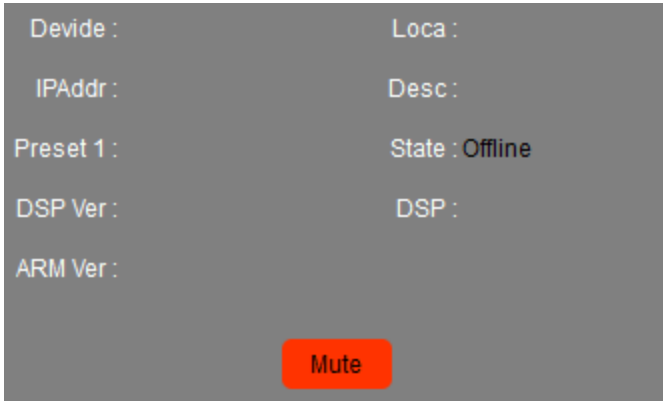 Devide : Loca :
IPAddr : Desc :
Preset 1 : State : Offline
DSP Ver : DSP :
ARM Ver :
Mute